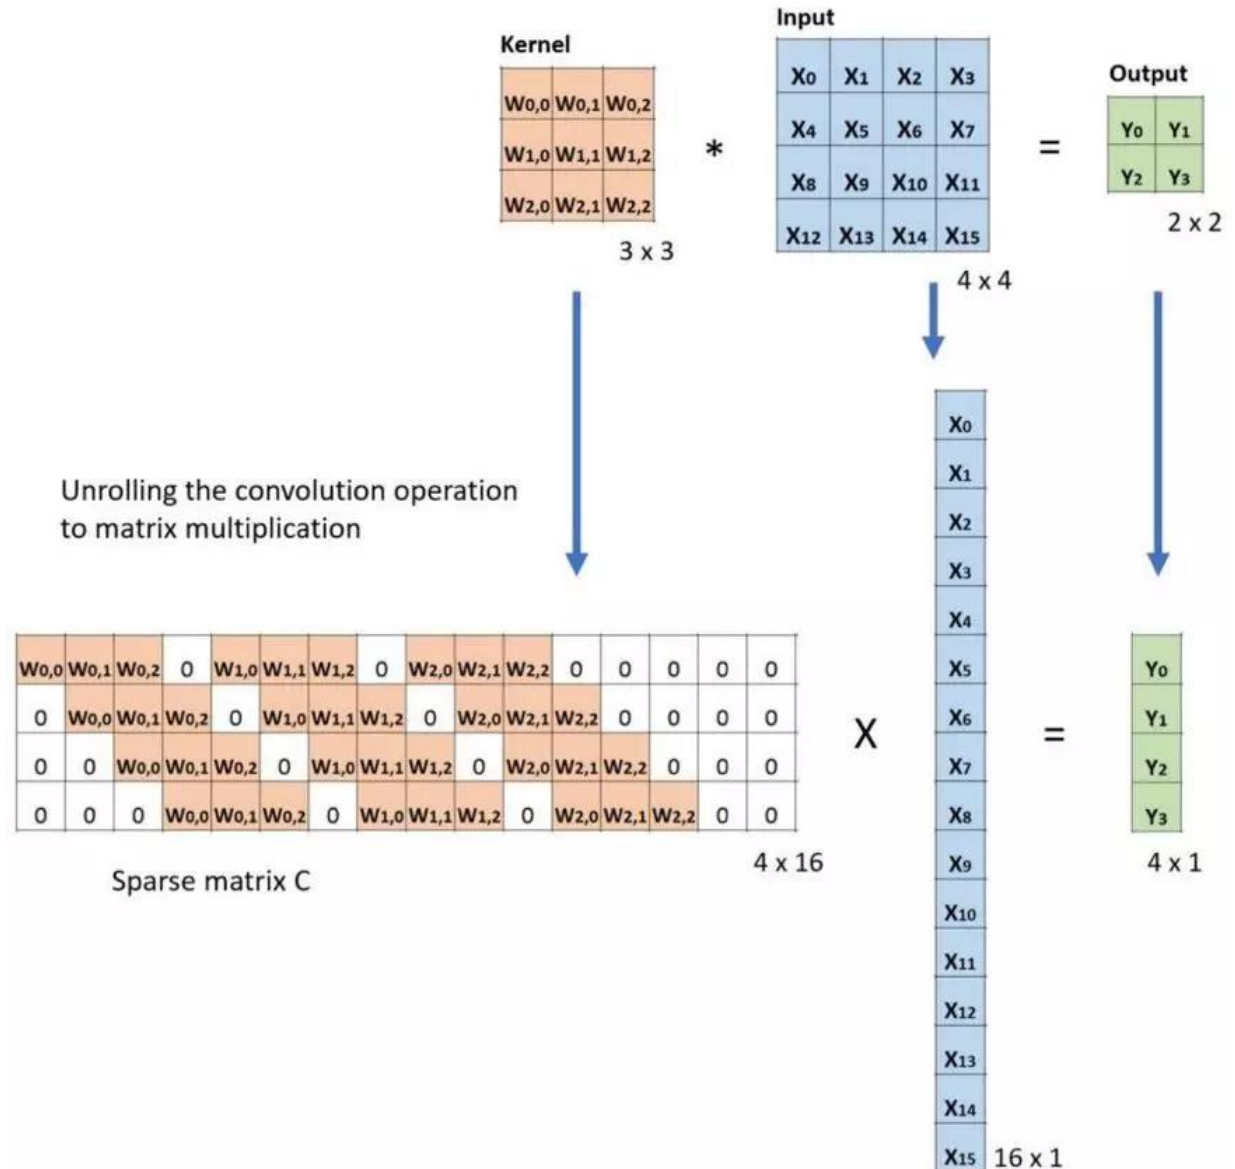 Input
Kernel
Output
X0 X1 X2 X3
W0,0 W0,1 W0,2
X4 X5 X6 X7
Y0 Y1
W1,0 W1,1 W1,2
*
=
X8 X9 X10 X11
Y2 Y3
W2,0 W2,1 W2,2
X12 X13 X14 X15
2 x 2
3 x 3
4 x 4
Unrolling the convolution operation
to matrix multiplication
X0
X1
X2
X3
X4
X5
X6
X7
X8
X9
X10
X11
X12
X13
X14
X15
16 x 1
W0,0 W0,1 W0,2 0 W1,0 W1,1 W1,2 0 W2,0 W2,1 W2,2 0 0 0 0 0
0 W0,0 W0,1 W0,2 0 W1,0 W1,1 W1,2 0 W2,0 W2,1 W2,2 0 0 0 0
0 0 W0,0 W0,1 W0,2 0 W1,0 W1,1 W1,2 0 W2,0 W2,1 W2,2 0 0 0
0 0 0 W0,0 W0,1 W0,2 0 W1,0 W1,1 W1,2 0 W2,0 W2,1 W2,2 0 0
X
=
Y0
Y1
Y2
Y3
4 x 16
4 x 1
Sparse matrix C